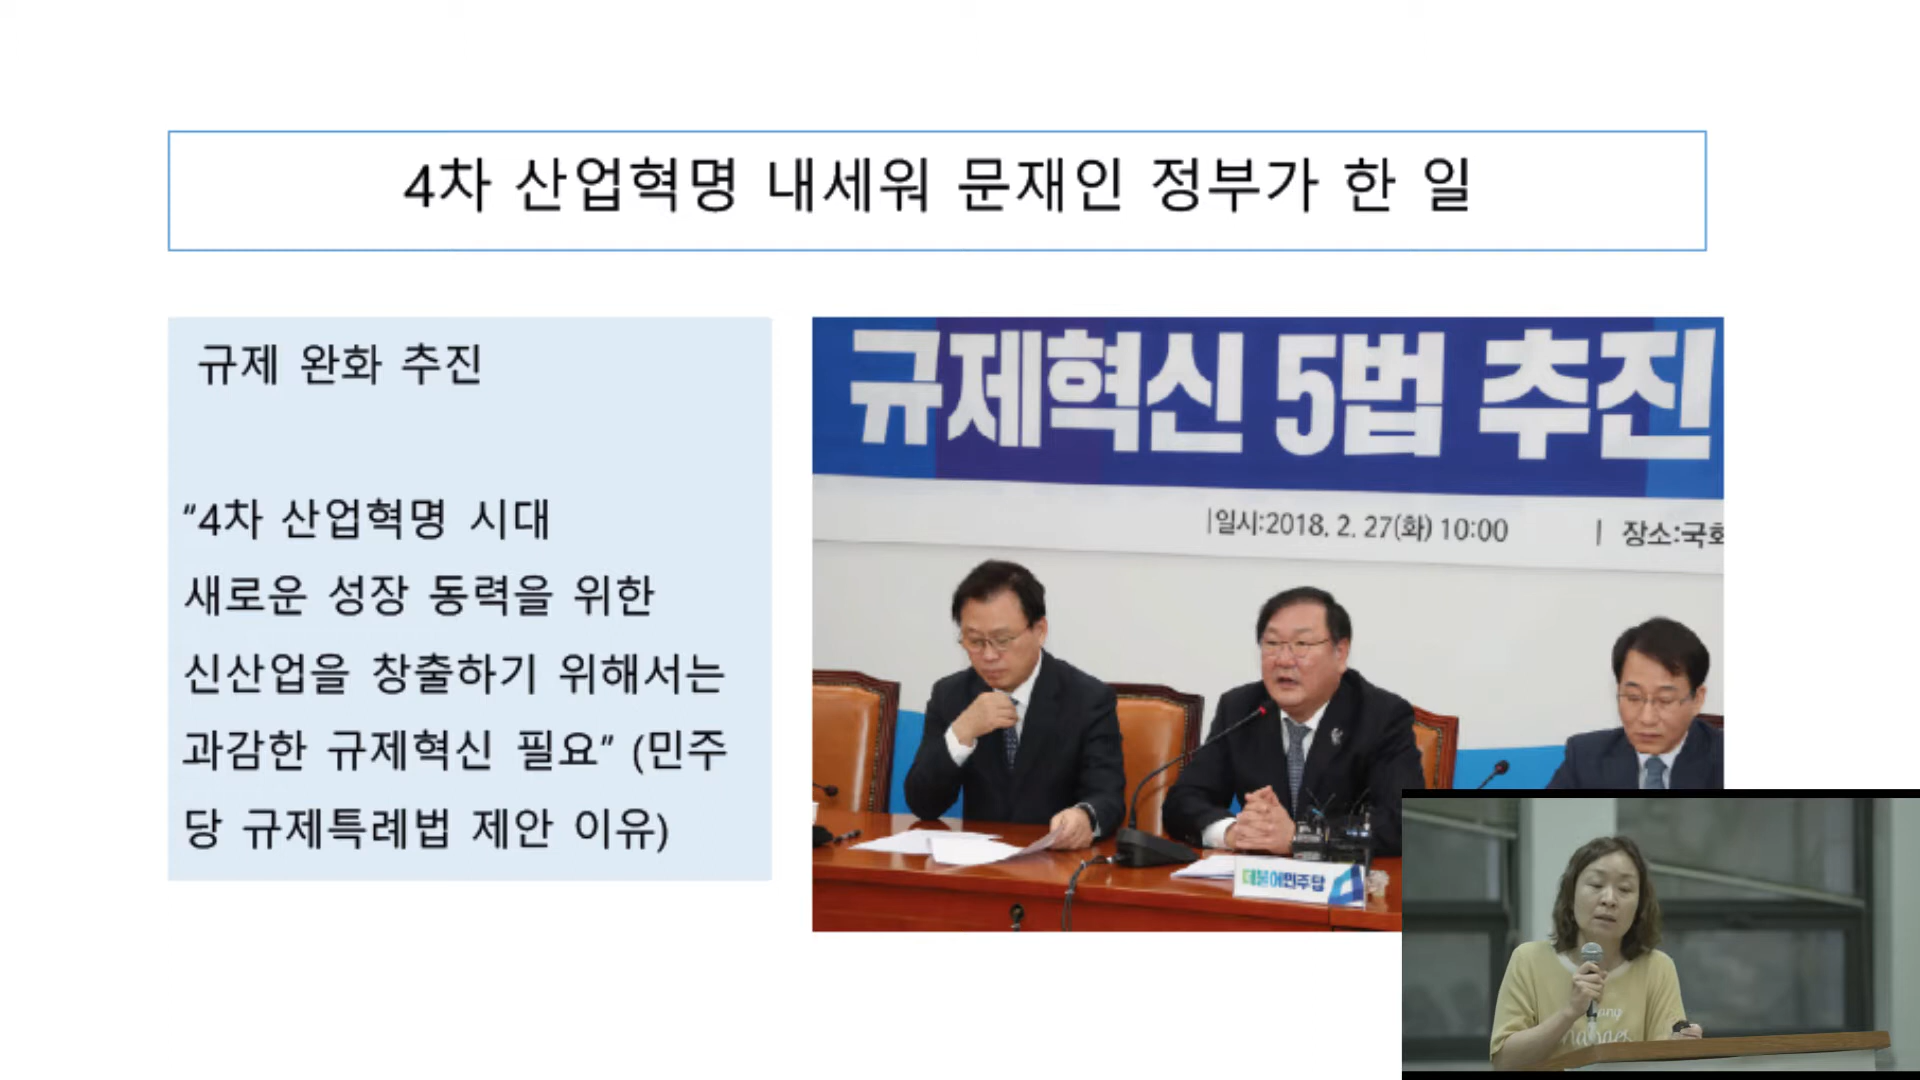 4차 산업혁명 내세워 문재인 정부가 한 일
규제 완화 추진
“4차 산업혁명 시대
새로운 성장 동력을 위한
신산업을 창출하기 위해서는
과감한 규제혁신 필요” (민주
당 규제특례법 제안 이유)
규제혁신 5법 추진
|일시:2018. 2. 27(화) 10:00 | 장소:국회
더불어민주당